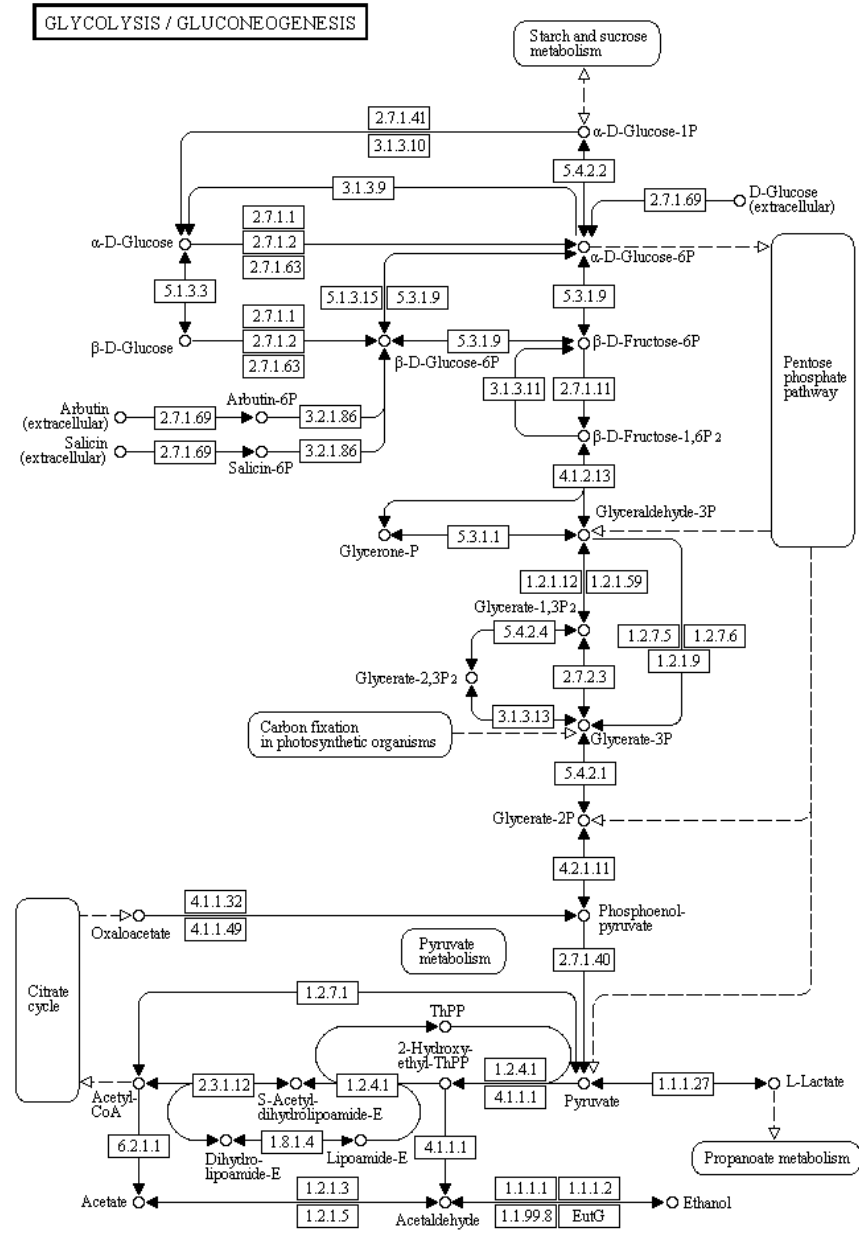 GLYCOLYSIS / GLUCONEOGENESIS
Starch and sucrose
metabolism
2.7.1.41
α-D-Glucose-1P
3.1.3.10
5.4.2.2
3.1.3.9
2.7.1.69
D-Glucose
(extracellular)
2.7.1.1
α-D-Glucose
2.7.1.2
α-D-Glucose-6P
2.7.1.63
5.1.3.3
5.1.3.15
5.3.1.9
5.3.1.9
2.7.1.1
β-D-Glucose
2.7.1.2
5.3.1.9
β-D-Fructose-6P
2.7.1.63
β-D-Glucose-6P
Pentose
phosphate
pathway
3.1.3.11
2.7.1.11
Arbutin-6P
Arbutin
(extracellular)
2.7.1.69
3.2.1.86
β-D-Fructose-1,6P2
Salicin
(extracellular)
2.7.1.69
3.2.1.86
Salicin-6P
4.1.2.13
Glyceraldehyde-3P
5.3.1.1
Glycerone-P
1.2.1.12
1.2.1.59
Glycerate-1,3P2
5.4.2.4
1.2.7.5
1.2.7.6
1.2.1.9
Glycerate-2,3P2
2.7.2.3
3.1.3.13
Carbon fixation
in photosynthetic organisms
Glycerate-3P
5.4.2.1
Glycerate-2P
4.2.1.11
4.1.1.32
Oxaloacetate
4.1.1.49
Phosphoenol-
pyruvate
Pyruvate
metabolism
2.7.1.40
Citrate
cycle
1.2.7.1
ThPP
2-Hydroxy-
ethyl-ThPP
1.2.4.1
2.3.1.12
1.2.4.1
4.1.1.1
Pyruvate
1.1.1.27
L-Lactate
Acetyl-
CoA
S-Acetyl-
dihydrolipoamide-E
6.2.1.1
1.8.1.4
Dihydro-
lipoamide-E
Lipoamide-E
4.1.1.1
Propanoate metabolism
1.2.1.3
1.1.1.1
1.1.1.2
Acetate
Ethanol
1.2.1.5
Acetaldehyde
1.1.99.8
EutG